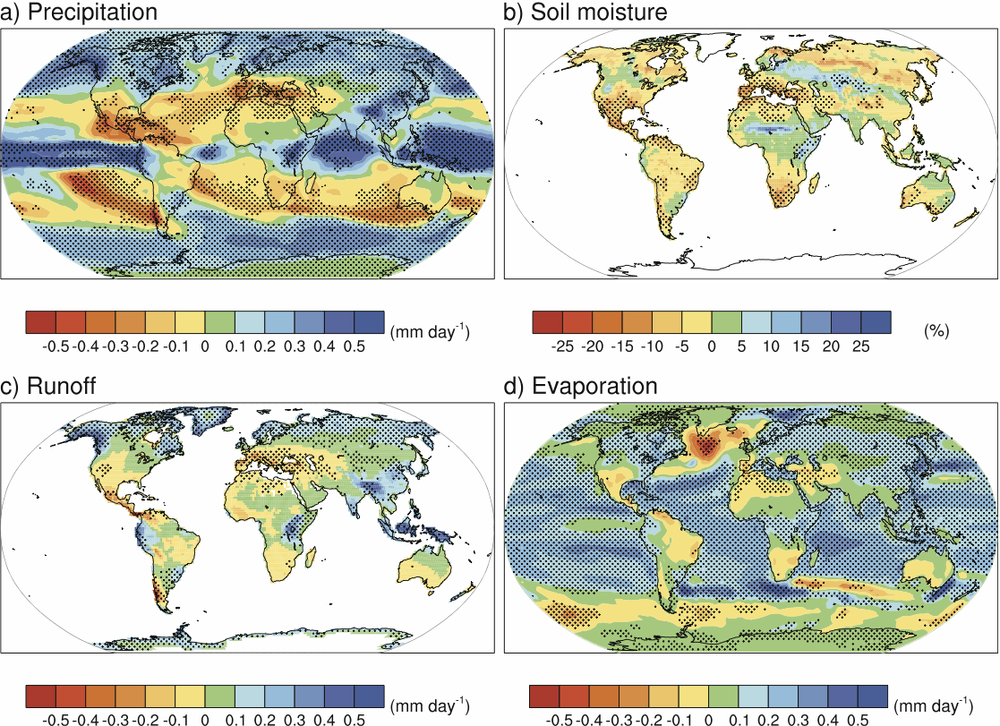 a) Precipitation
b) Soil moisture
-0.5 -0.4 -0.3 -0.2 -0.1 0 0.1 0.2 0.3 0.4 0.5 (mm day⁻¹)
-25 -20 -15 -10 -5 0 5 10 15 20 25 (%)
c) Runoff
d) Evaporation
-0.5 -0.4 -0.3 -0.2 -0.1 0 0.1 0.2 0.3 0.4 0.5 (mm day⁻¹)
-0.5 -0.4 -0.3 -0.2 -0.1 0 0.1 0.2 0.3 0.4 0.5 (mm day⁻¹)